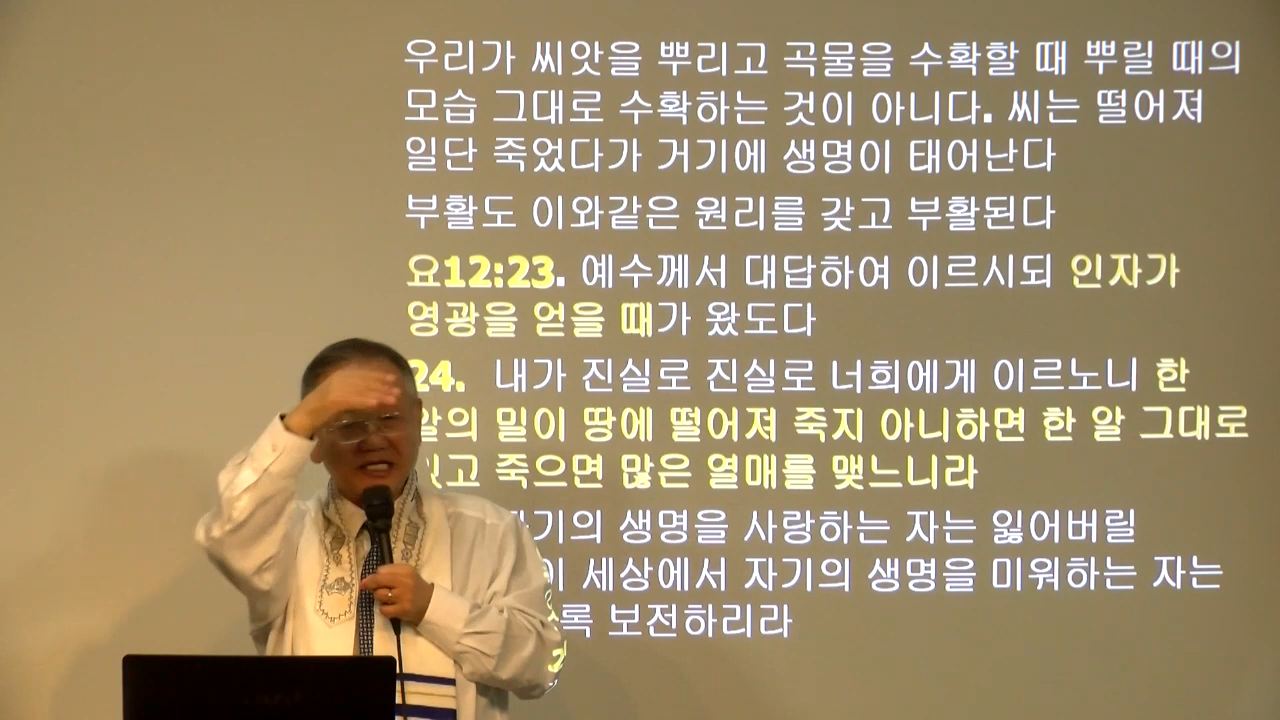 우리가 씨앗을 뿌리고 곡물을 수확할 때 뿌릴 때의
모습 그대로 수확하는 것이 아니다. 씨는 떨어져
일단 죽었다가 거기에 생명이 태어난다
부활도 이와같은 원리를 갖고 부활된다
요12:23. 예수께서 대답하여 이르시되 인자가
영광을 얻을 때가 왔도다
24. 내가 진실로 진실로 너희에게 이르노니 한
알의 밀이 땅에 떨어져 죽지 아니하면 한 알 그대로
있고 죽으면 많은 열매를 맺느니라
자기의 생명을 사랑하는 자는 잃어버릴
세상에서 자기의 생명을 미워하는 자는
보전하리라